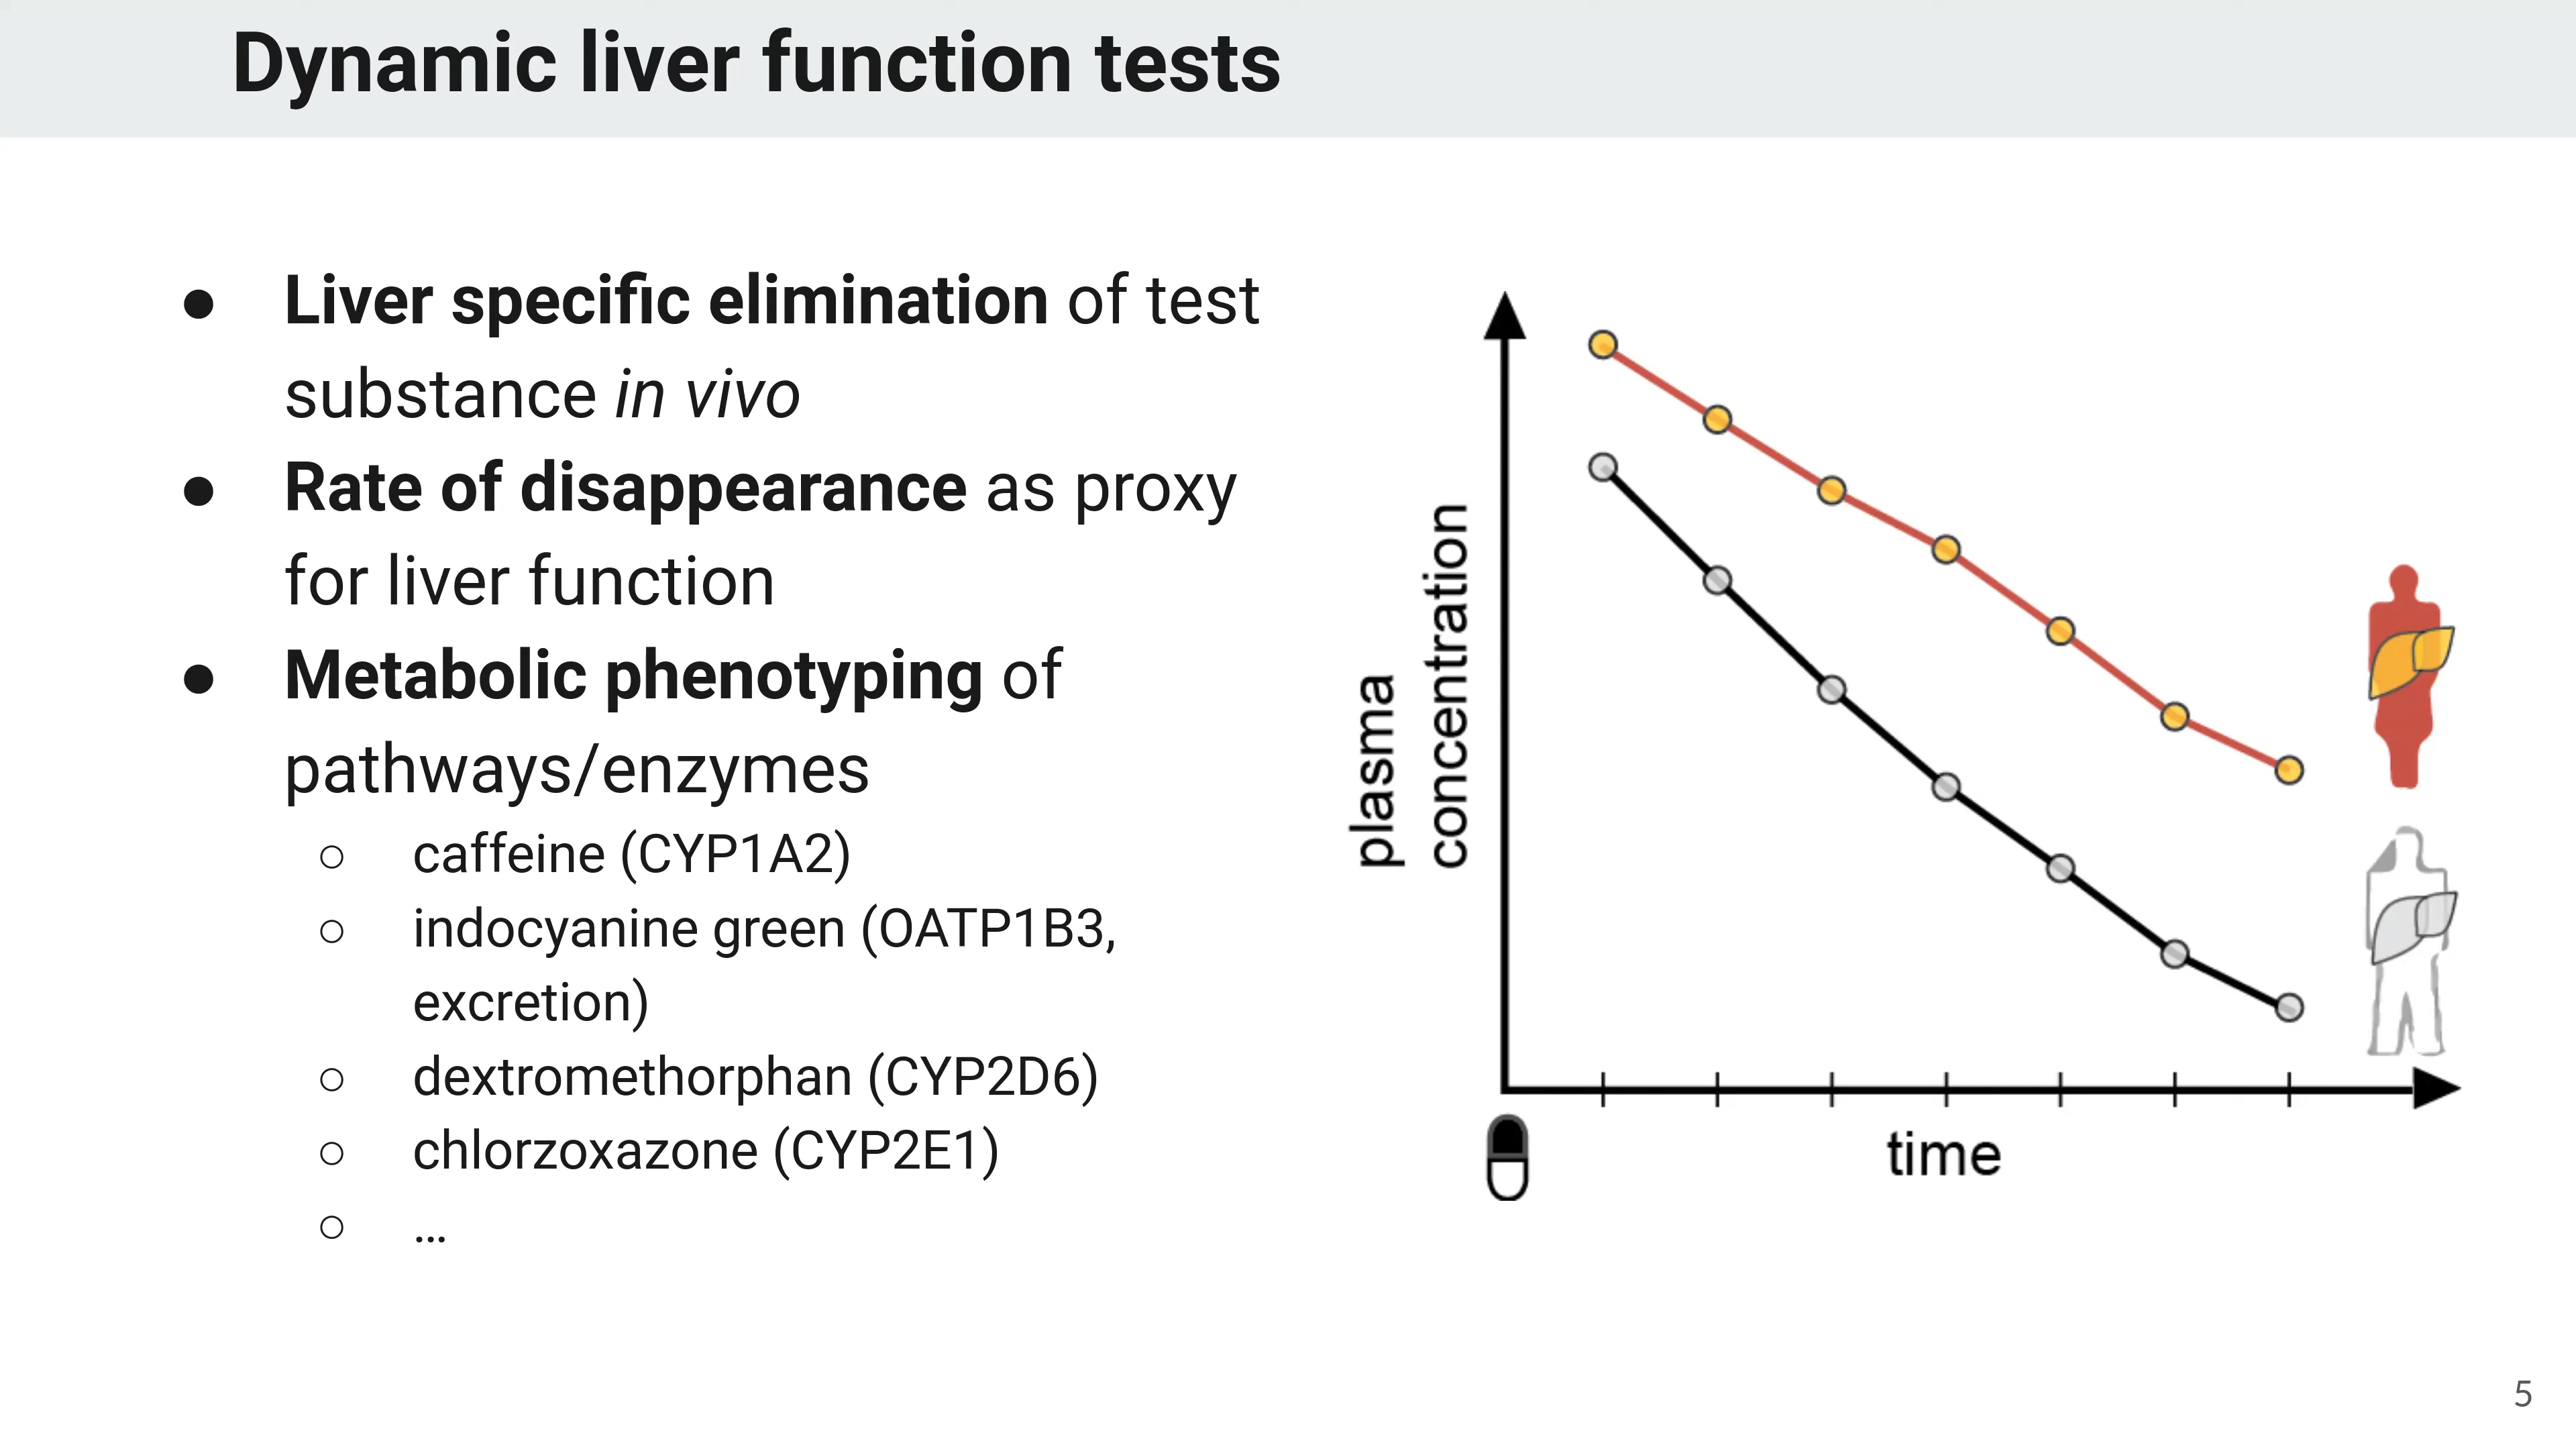 Dynamic liver function tests
● Liver specific elimination of test
substance in vivo
● Rate of disappearance as proxy
for liver function
● Metabolic phenotyping of
pathways/enzymes
○ caffeine (CYP1A2)
○ indocyanine green (OATP1B3,
excretion)
○ dextromethorphan (CYP2D6)
○ chlorzoxazone (CYP2E1)
○ …
plasma
concentration
time
5